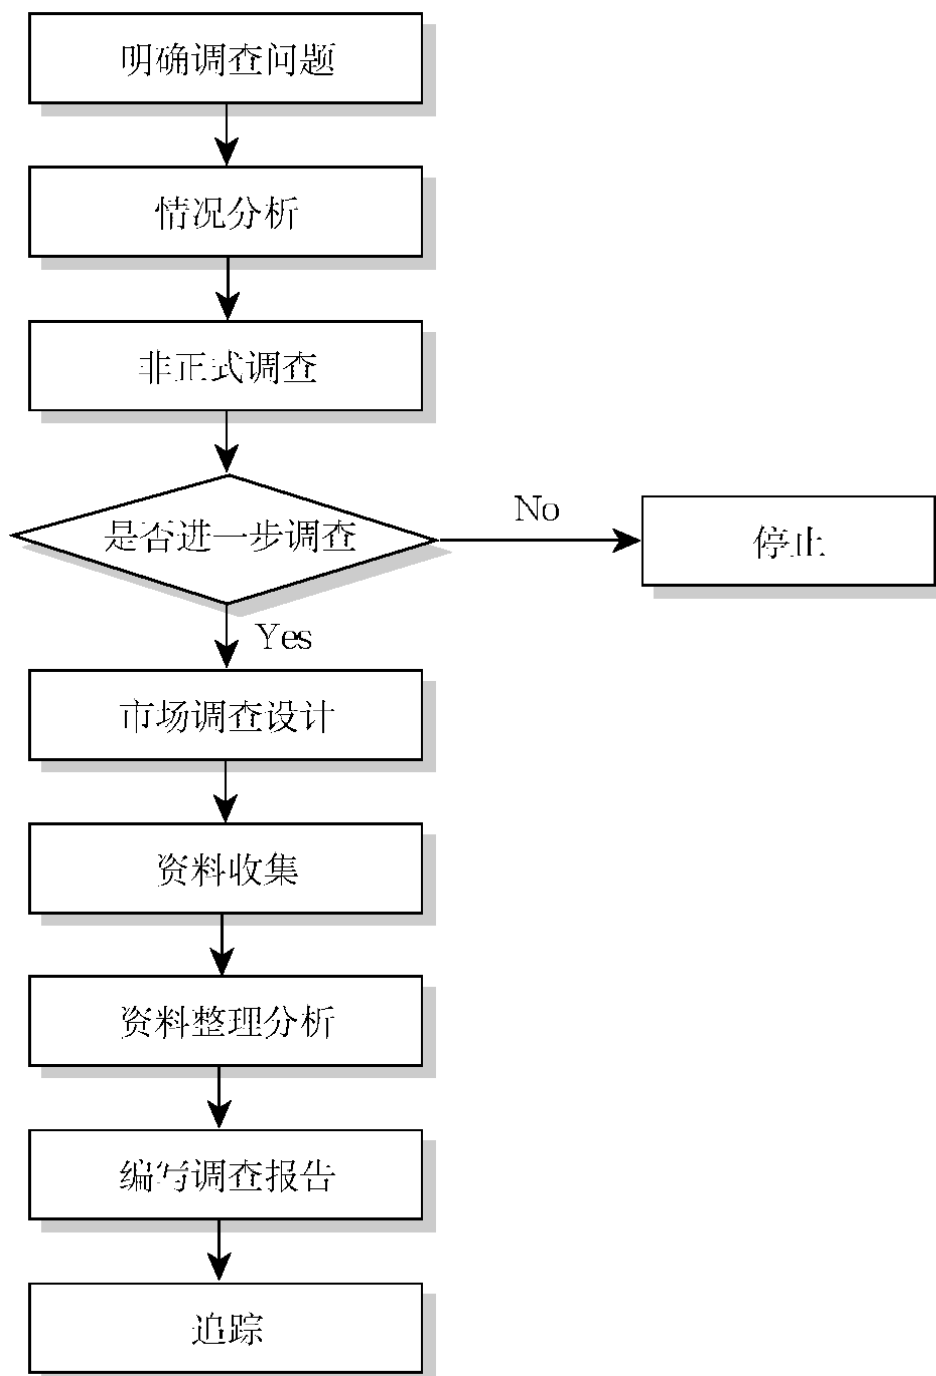 明确调查问题
情况分析
非正式调查
是否进一步调查
No
停止
Yes
市场调查设计
资料收集
资料整理分析
编写调查报告
追踪